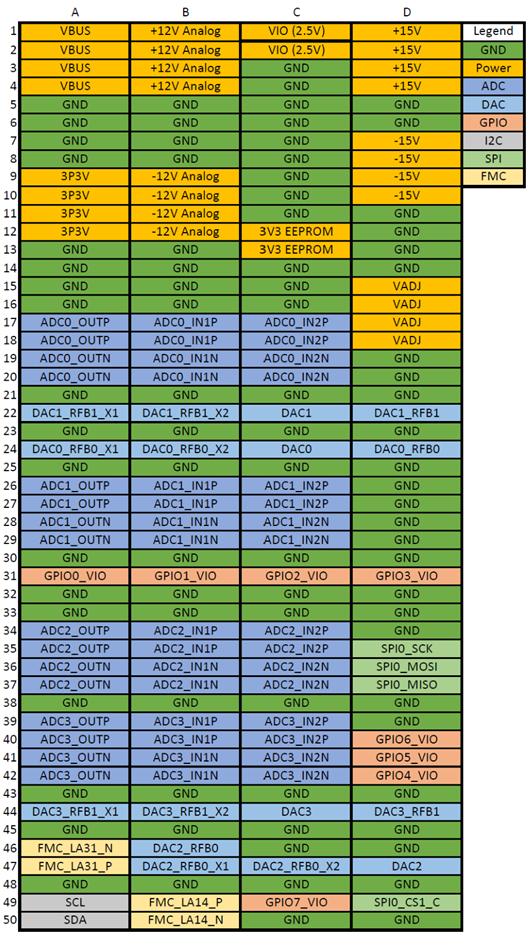 A B C D
1 VBUS +12V Analog VIO (2.5V) +15V Legend
2 VBUS +12V Analog VIO (2.5V) +15V GND
3 VBUS +12V Analog GND +15V Power
4 VBUS +12V Analog GND +15V ADC
5 GND GND GND GND DAC
6 GND GND GND GND GPIO
7 GND GND GND -15V I2C
8 GND GND GND -15V SPI
9 3P3V -12V Analog GND -15V FMC
10 3P3V -12V Analog GND -15V
11 3P3V -12V Analog GND GND
12 3P3V -12V Analog 3V3 EEPROM GND
13 GND GND 3V3 EEPROM GND
14 GND GND GND GND
15 GND GND GND VADJ
16 GND GND GND VADJ
17 ADC0_OUTP ADC0_IN1P ADC0_IN2P VADJ
18 ADC0_OUTP ADC0_IN1P ADC0_IN2P VADJ
19 ADC0_OUTN ADC0_IN1N ADC0_IN2N GND
20 ADC0_OUTN ADC0_IN1N ADC0_IN2N GND
21 GND GND GND GND
22 DAC1_RFB1_X1 DAC1_RFB1_X2 DAC1 DAC1_RFB1
23 GND GND GND GND
24 DAC0_RFB0_X1 DAC0_RFB0_X2 DAC0 DAC0_RFB0
25 GND GND GND GND
26 ADC1_OUTP ADC1_IN1P ADC1_IN2P GND
27 ADC1_OUTP ADC1_IN1P ADC1_IN2P GND
28 ADC1_OUTN ADC1_IN1N ADC1_IN2N GND
29 ADC1_OUTN ADC1_IN1N ADC1_IN2N GND
30 GND GND GND GND
31 GPIO0_VIO GPIO1_VIO GPIO2_VIO GPIO3_VIO
32 GND GND GND GND
33 GND GND GND GND
34 ADC2_OUTP ADC2_IN1P ADC2_IN2P GND
35 ADC2_OUTP ADC2_IN1P ADC2_IN2P SPI0_SCK
36 ADC2_OUTN ADC2_IN1N ADC2_IN2N SPI0_MOSI
37 ADC2_OUTN ADC2_IN1N ADC2_IN2N SPI0_MISO
38 GND GND GND GND
39 ADC3_OUTP ADC3_IN1P ADC3_IN2P GND
40 ADC3_OUTP ADC3_IN1P ADC3_IN2P GPIO6_VIO
41 ADC3_OUTN ADC3_IN1N ADC3_IN2N GPIO5_VIO
42 ADC3_OUTN ADC3_IN1N ADC3_IN2N GPIO4_VIO
43 GND GND GND GND
44 DAC3_RFB1_X1 DAC3_RFB1_X2 DAC3 DAC3_RFB1
45 GND GND GND GND
46 FMC_LA31_N DAC2_RFB0 GND GND
47 FMC_LA31_P DAC2_RFB0_X1 DAC2_RFB0_X2 DAC2
48 GND GND GND GND
49 SCL FMC_LA14_P GPIO7_VIO SPI0_CS1_C
50 SDA FMC_LA14_N GND GND